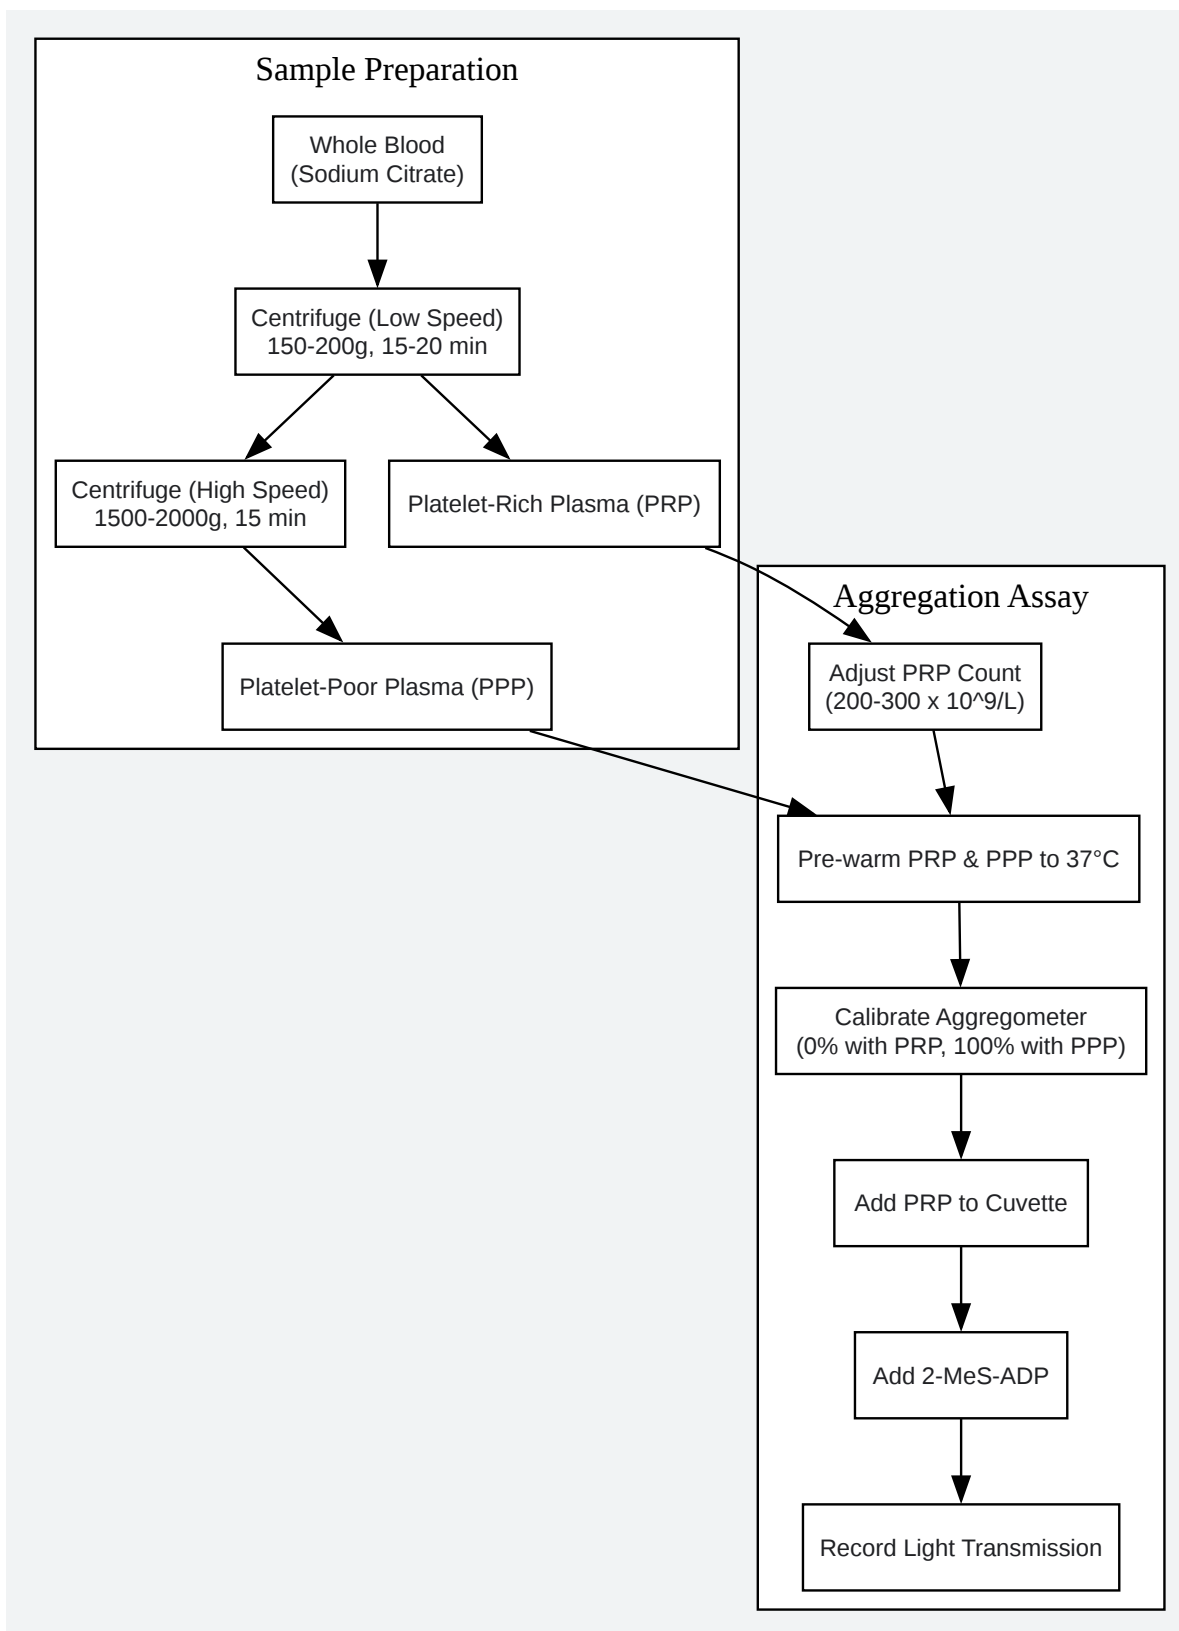 Sample Preparation
Whole Blood
(Sodium Citrate)
Centrifuge (Low Speed)
150-200g, 15-20 min
Centrifuge (High Speed)
1500-2000g, 15 min
Platelet-Rich Plasma (PRP)
Platelet-Poor Plasma (PPP)
Aggregation Assay
Adjust PRP Count
(200-300 x 10^9/L)
Pre-warm PRP & PPP to 37°C
Calibrate Aggregometer
(0% with PRP, 100% with PPP)
Add PRP to Cuvette
Add 2-MeS-ADP
Record Light Transmission